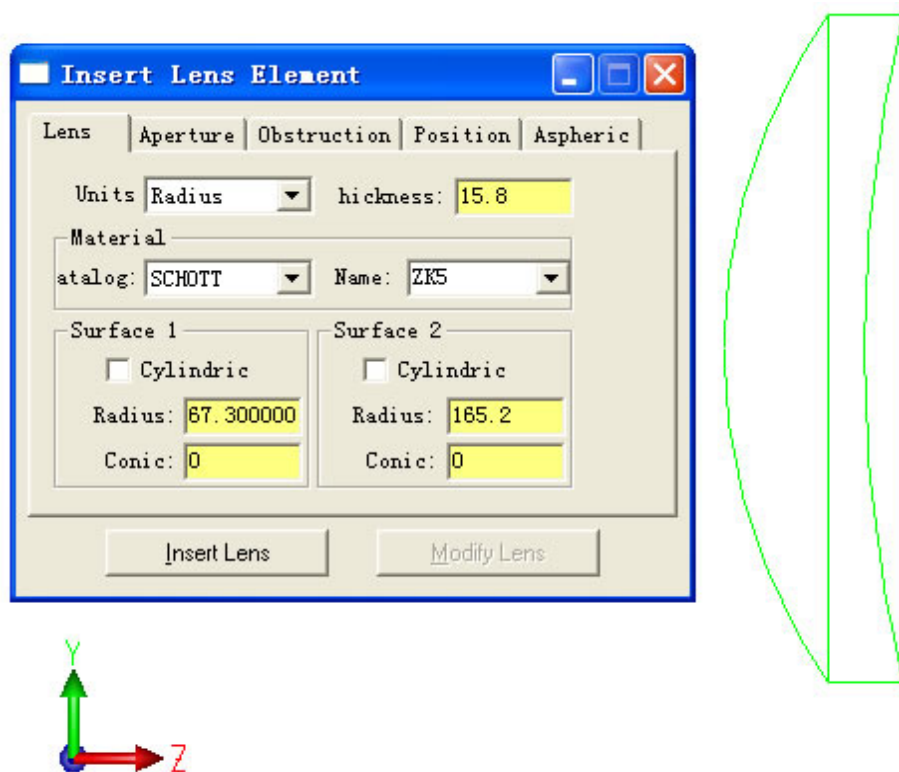 Insert Lens Element
Lens Aperture Obstruction Position Aspheric
Units Radius hickness: 15.8
Material
atalog: SCHOTT Name: ZK5
Surface 1 Surface 2
Cylindric Cylindric
Radius: 67.300000 Radius: 165.2
Conic: 0 Conic: 0
Insert Lens Modify Lens
Y
Z